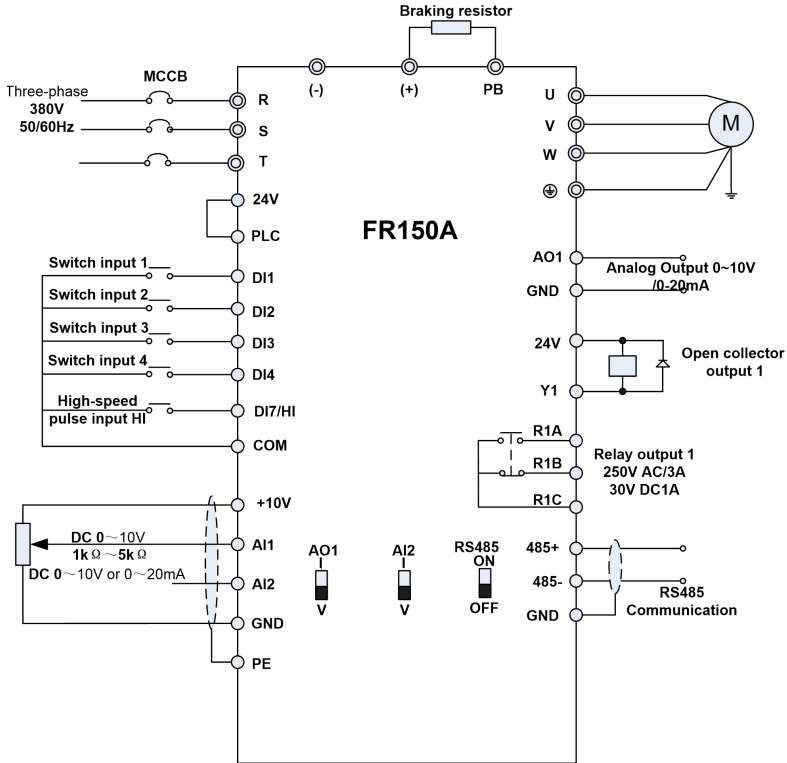 Braking resistor
MCCB
Three-phase
380V
50/60Hz
R
S
T
(-)
(+)
PB
U
V
W
M
24V
PLC
FR150A
Switch input 1
DI1
Switch input 2
DI2
Switch input 3
DI3
Switch input 4
DI4
High-speed
pulse input HI
DI7/HI
COM
AO1
Analog Output 0~10V
/0-20mA
GND
24V
Open collector
output 1
Y1
R1A
R1B
R1C
Relay output 1
250V AC/3A
30V DC1A
+10V
DC 0～10V
1kΩ～5kΩ
AI1
DC 0～10V or 0～20mA
AI2
GND
PE
AO1
I
V
AI2
I
V
RS485
ON
OFF
485+
485-
GND
RS485
Communication